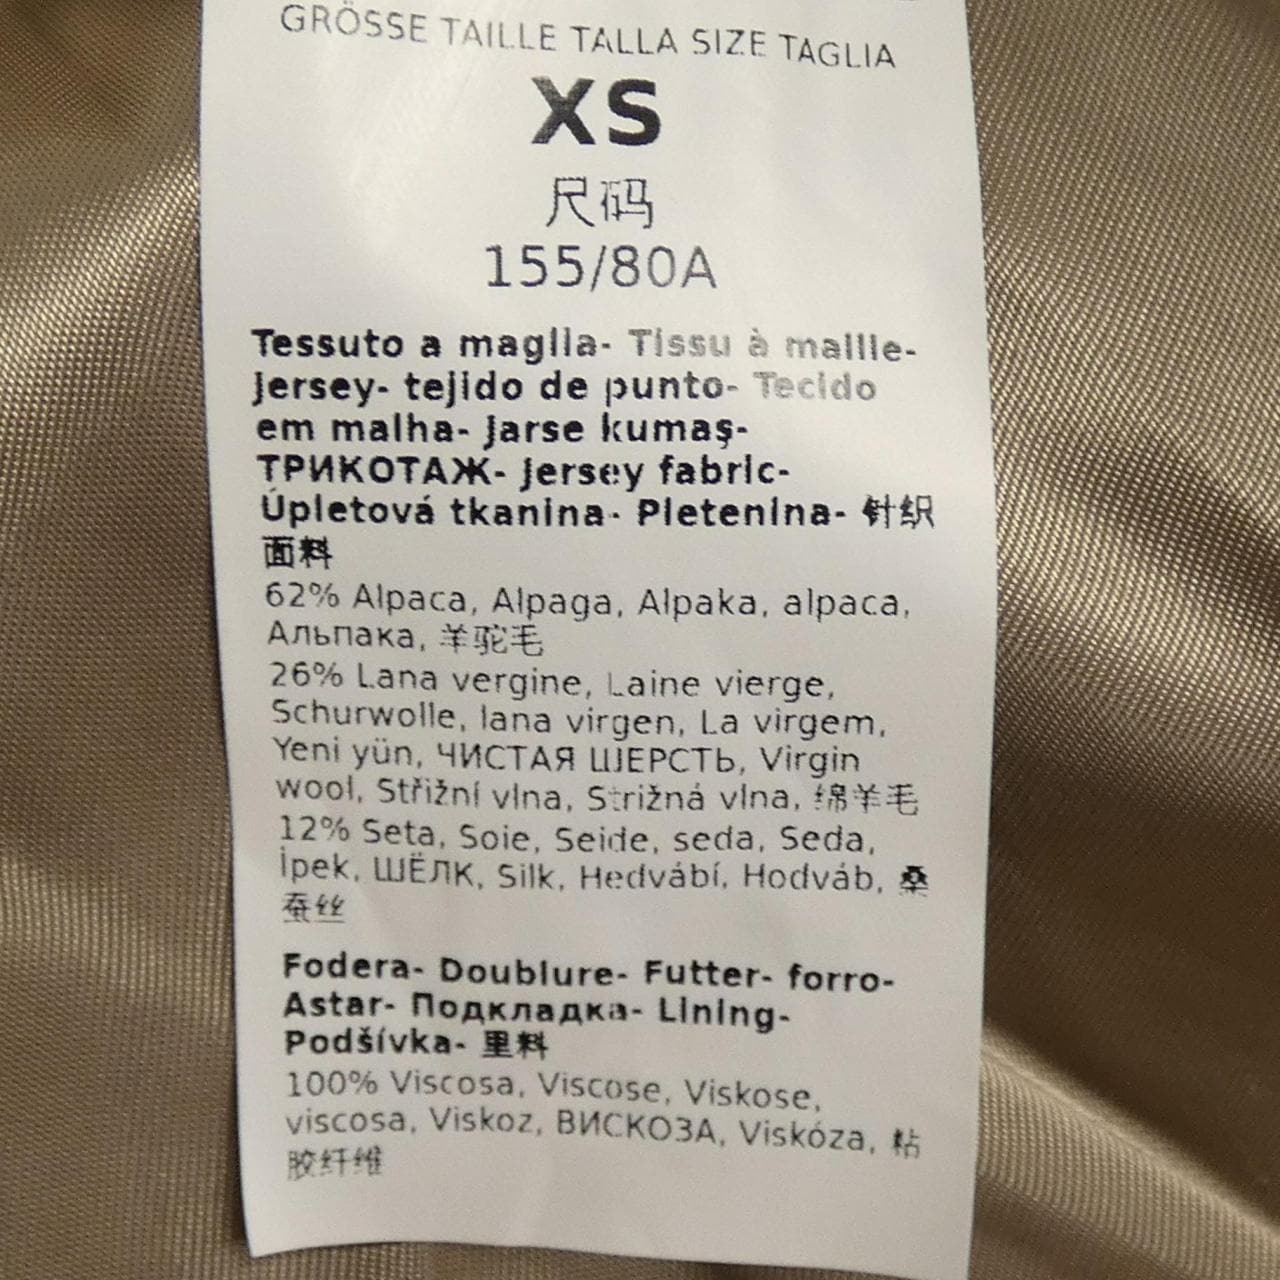 GRÖSSE TAILLE TALLA SIZE TAGLIA
XS
尺码
155/80A
Tessuto a maglia- Tissu à maille-
Jersey- tejido de punto- Tecido
em malha- Jarse kumaş-
ТРИКОТАЖ- Jersey fabric-
Úpletová tkanina- Pletenina- 针织
面料
62% Alpaca, Alpaga, Alpaka, alpaca,
Альпака, 羊驼毛
26% Lana vergine, Laine vierge,
Schurwolle, lana virgen, La virgem,
Yeni yün, ЧИСТАЯ ШЕРСТЬ, Virgin
wool, Střižní vlna, Strižná vlna, 绵羊毛
12% Seta, Soie, Seide, seda, Seda,
İpek, ШЁЛК, Silk, Hedvábí, Hodváb, 桑
蚕丝
Fodera- Doublure- Futter- forro-
Astar- Подкладка- Lining-
Podšívka- 里料
100% Viscosa, Viscose, Viskose,
viscosa, Viskoz, ВИСКОЗА, Viskóza, 粘
胶纤维